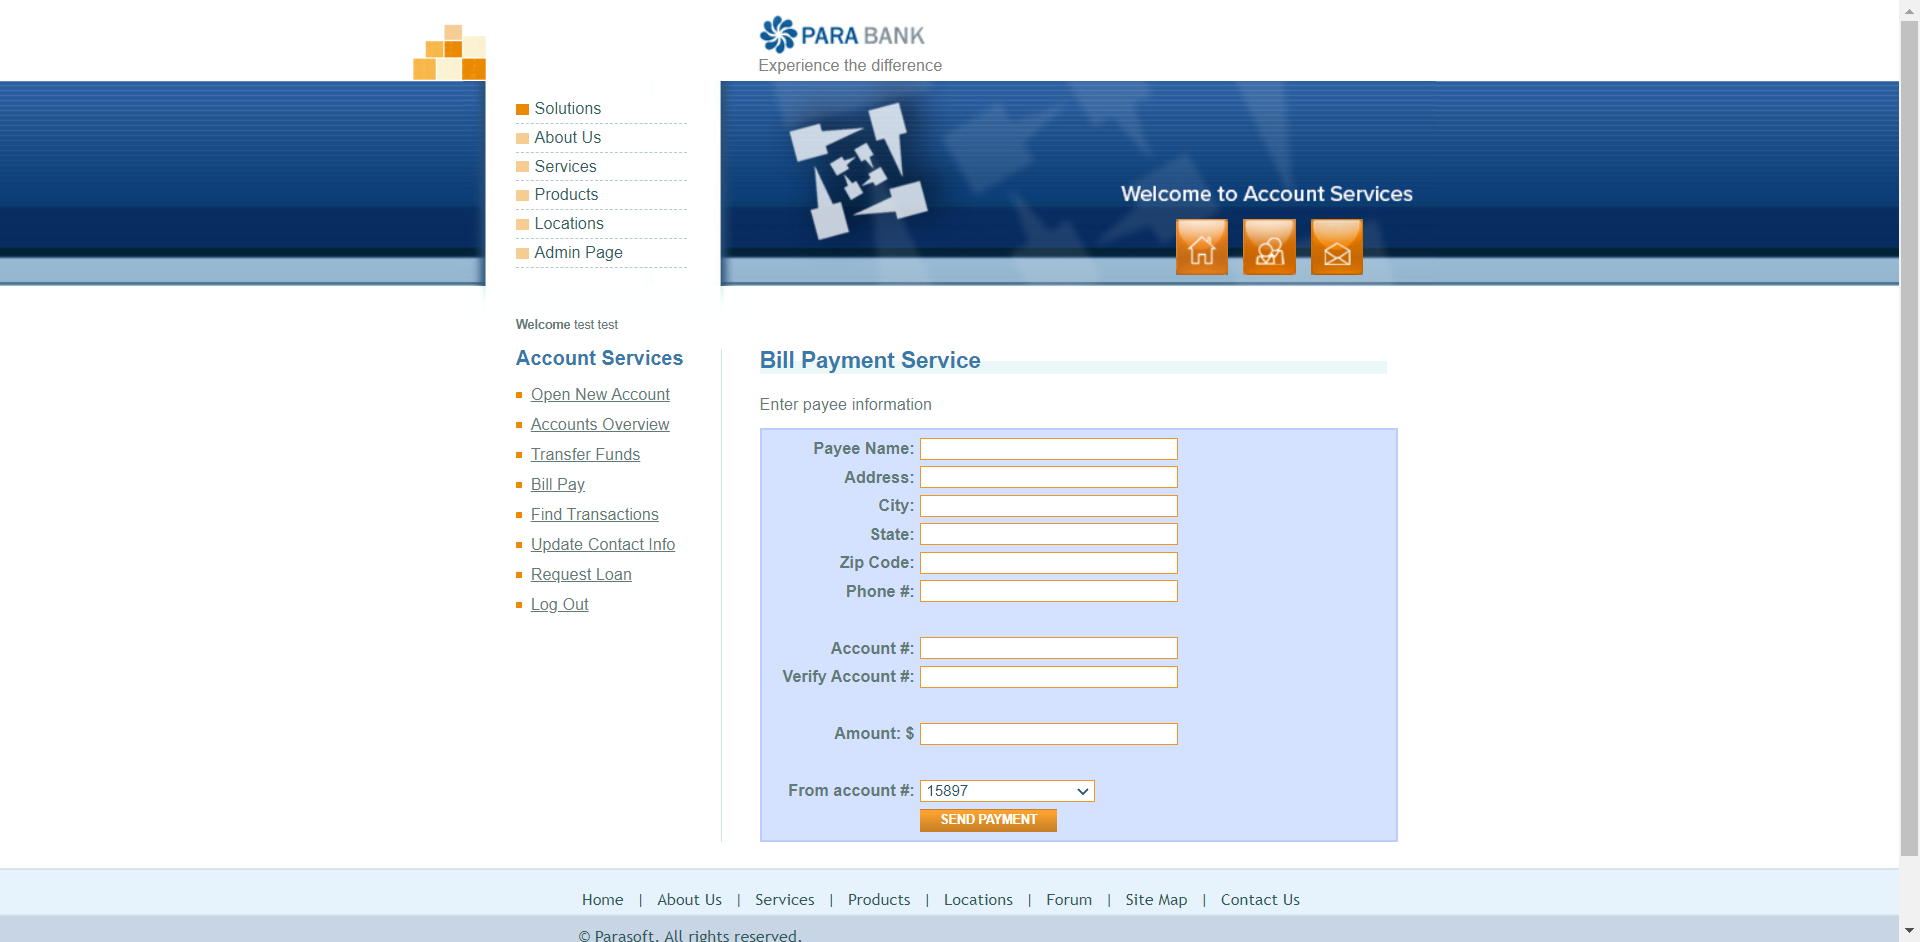 PARA BANK
Experience the difference
Solutions
About Us
Services
Products
Locations
Admin Page
Welcome to Account Services
Welcome test test
Account Services
Open New Account
Accounts Overview
Transfer Funds
Bill Pay
Find Transactions
Update Contact Info
Request Loan
Log Out
Bill Payment Service
Enter payee information
Payee Name:
Address:
City:
State:
Zip Code:
Phone #:
Account #:
Verify Account #:
Amount: $
From account #: 15897
SEND PAYMENT
Home | About Us | Services | Products | Locations | Forum | Site Map | Contact Us
© Parasoft. All rights reserved.